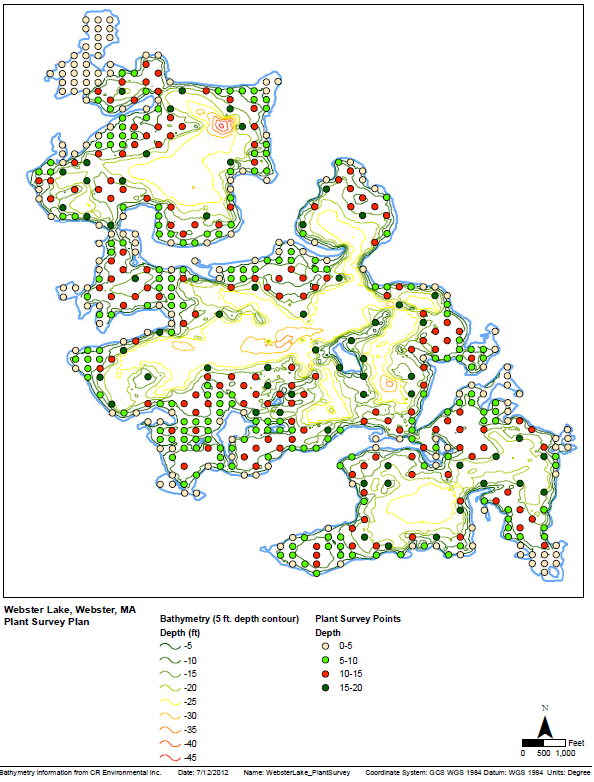 Webster Lake, Webster, MA
Plant Survey Plan
Bathymetry (5 ft. depth contour)
Depth (ft)
-5
-10
-15
-20
-25
-30
-35
-40
-45
Plant Survey Points
Depth
0-5
5-10
10-15
15-20
N
Feet
0 500 1,000
Bathymetry Information from CR Environmental Inc. Date: 7/12/2012 Name: WebsterLake_PlantSurvey Coordinate System: GCS WGS 1984 Datum: WGS 1984 Units: Degree